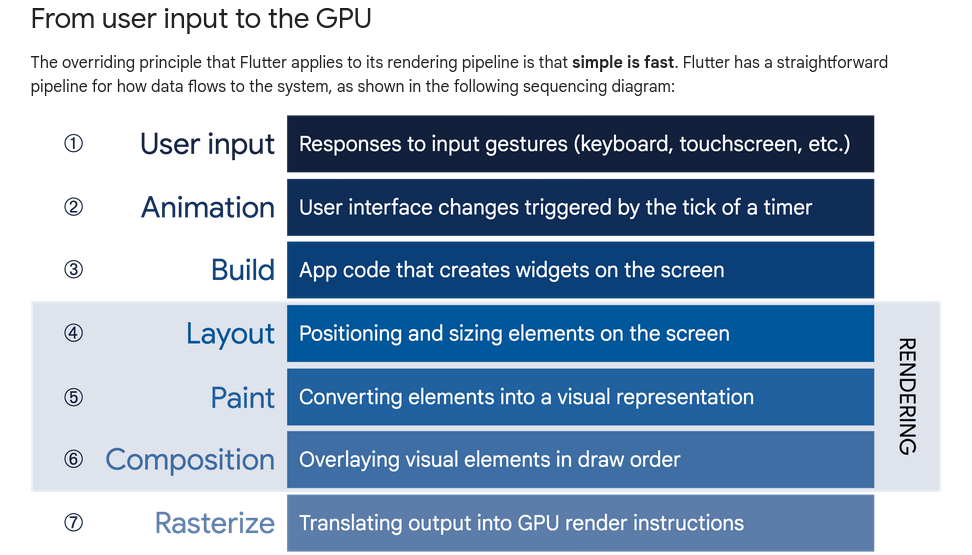 From user input to the GPU
The overriding principle that Flutter applies to its rendering pipeline is that simple is fast. Flutter has a straightforward
pipeline for how data flows to the system, as shown in the following sequencing diagram:
① User input Responses to input gestures (keyboard, touchscreen, etc.)
② Animation User interface changes triggered by the tick of a timer
③ Build App code that creates widgets on the screen
④ Layout Positioning and sizing elements on the screen
⑤ Paint Converting elements into a visual representation
⑥ Composition Overlaying visual elements in draw order
RENDERING
⑦ Rasterize Translating output into GPU render instructions